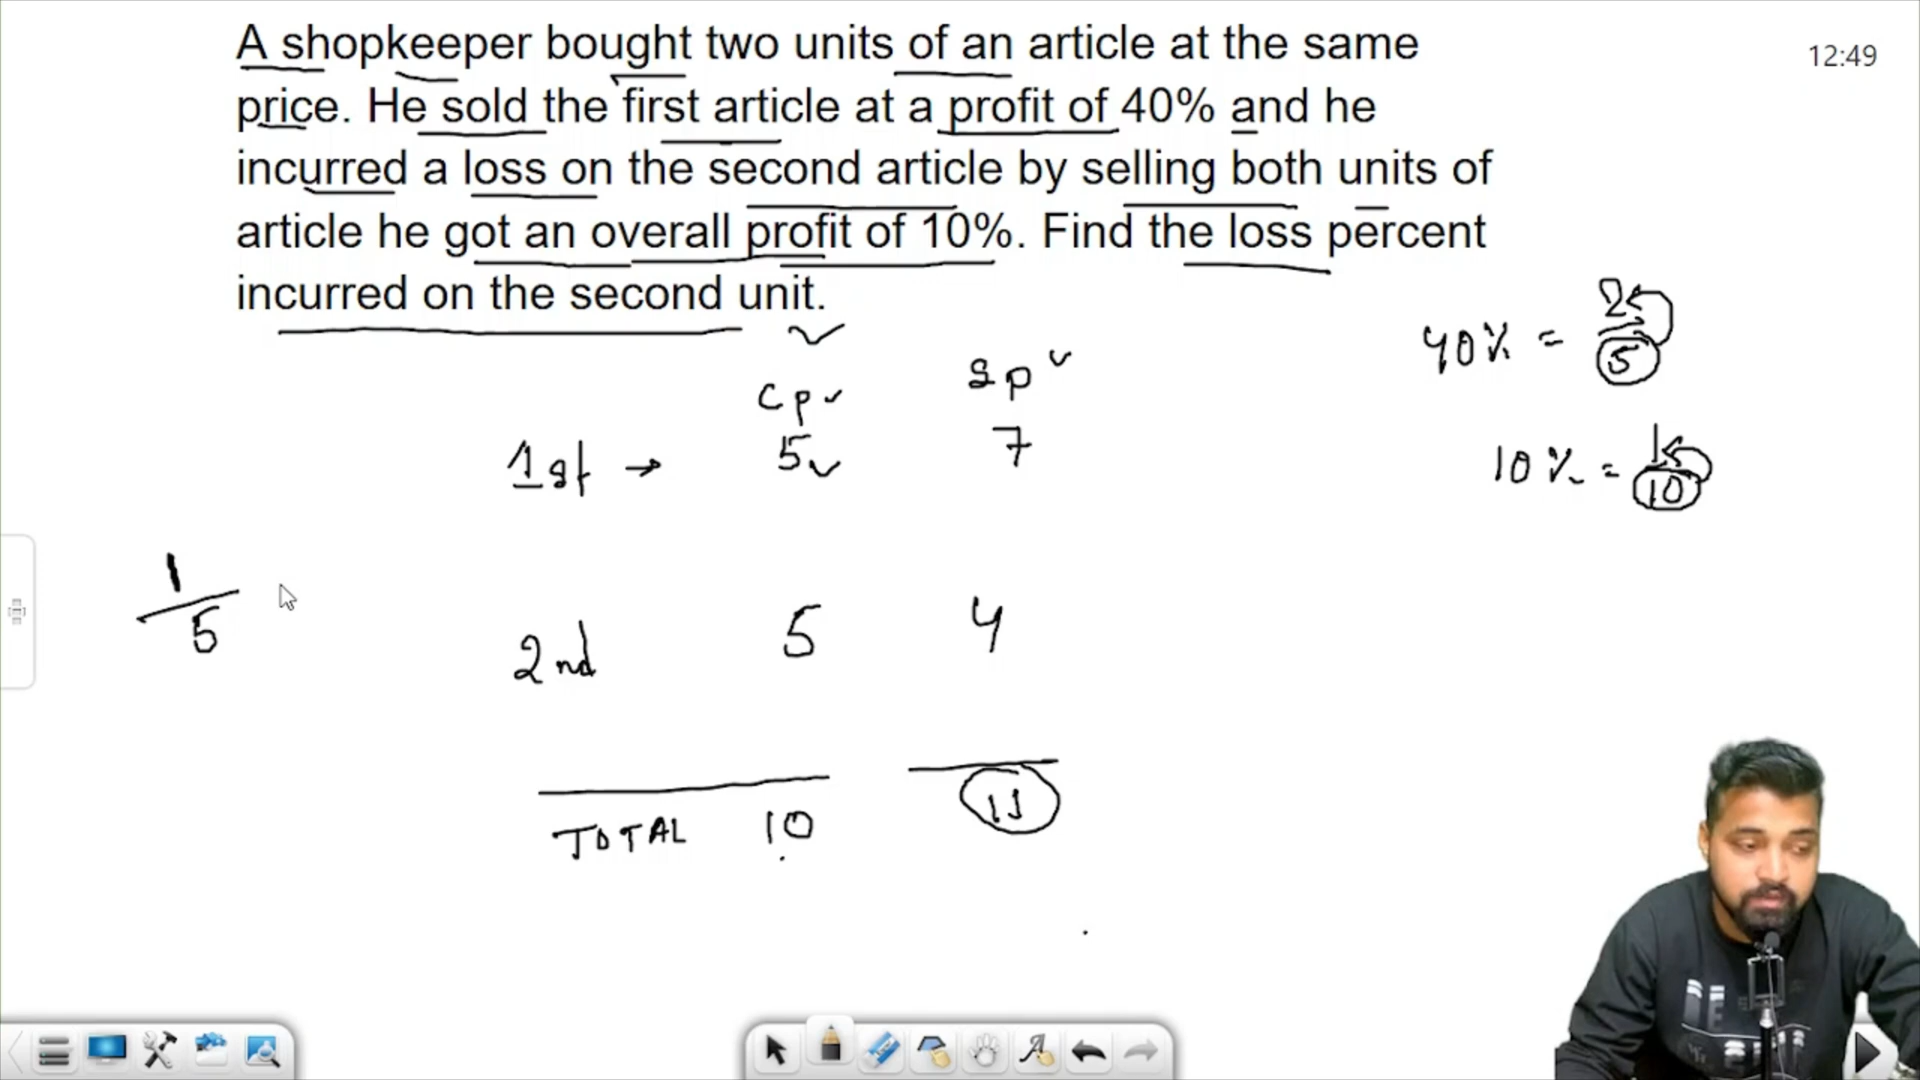 A shopkeeper bought two units of an article at the same
price. He sold the first article at a profit of 40% and he
incurred a loss on the second article by selling both units of
article he got an overall profit of 10%. Find the loss percent
incurred on the second unit.
12:49
40% = 2/5
10% = 1/10
CP SP
1st → 5 7
1/5
2nd 5 4
TOTAL 10 11